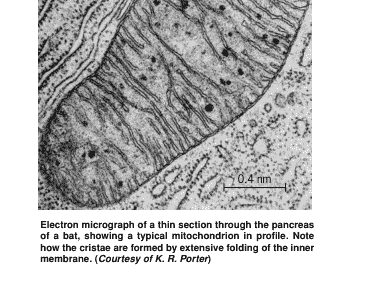 0.4 nm
Electron micrograph of a thin section through the pancreas
of a bat, showing a typical mitochondrion in profile. Note
how the cristae are formed by extensive folding of the inner
membrane. (Courtesy of K. R. Porter)